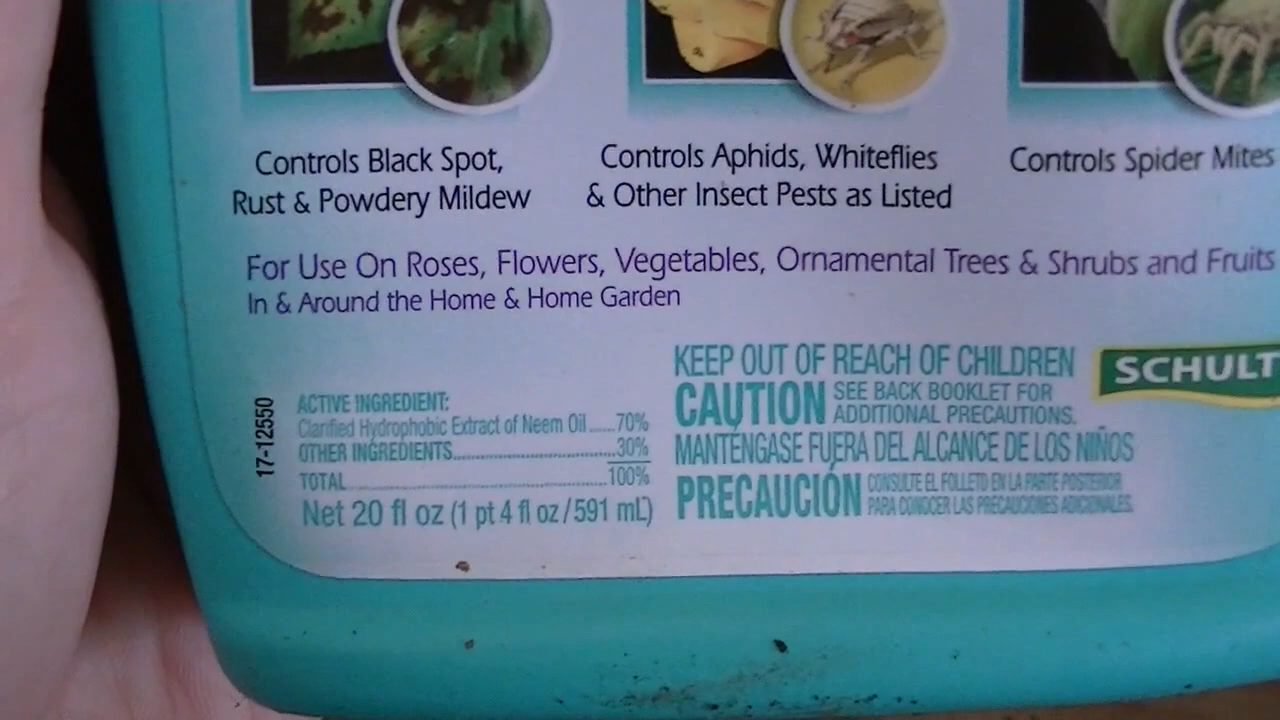 Controls Black Spot,
Rust & Powdery Mildew
Controls Aphids, Whiteflies
& Other Insect Pests as Listed
Controls Spider Mites
For Use On Roses, Flowers, Vegetables, Ornamental Trees & Shrubs and Fruits
In & Around the Home & Home Garden
17-12550
ACTIVE INGREDIENT:
Clarified Hydrophobic Extract of Neem Oil......70%
OTHER INGREDIENTS..........................................30%
TOTAL....................................................................100%
Net 20 fl oz (1 pt 4 fl oz/591 mL)
KEEP OUT OF REACH OF CHILDREN
CAUTION SEE BACK BOOKLET FOR
ADDITIONAL PRECAUTIONS.
MANTÉNGASE FUERA DEL ALCANCE DE LOS NIÑOS
PRECAUCIÓN CONSULTE EL FOLLETO EN LA PARTE POSTERIOR
PARA CONOCER LAS PRECAUCIONES ADICIONALES.
SCHULT